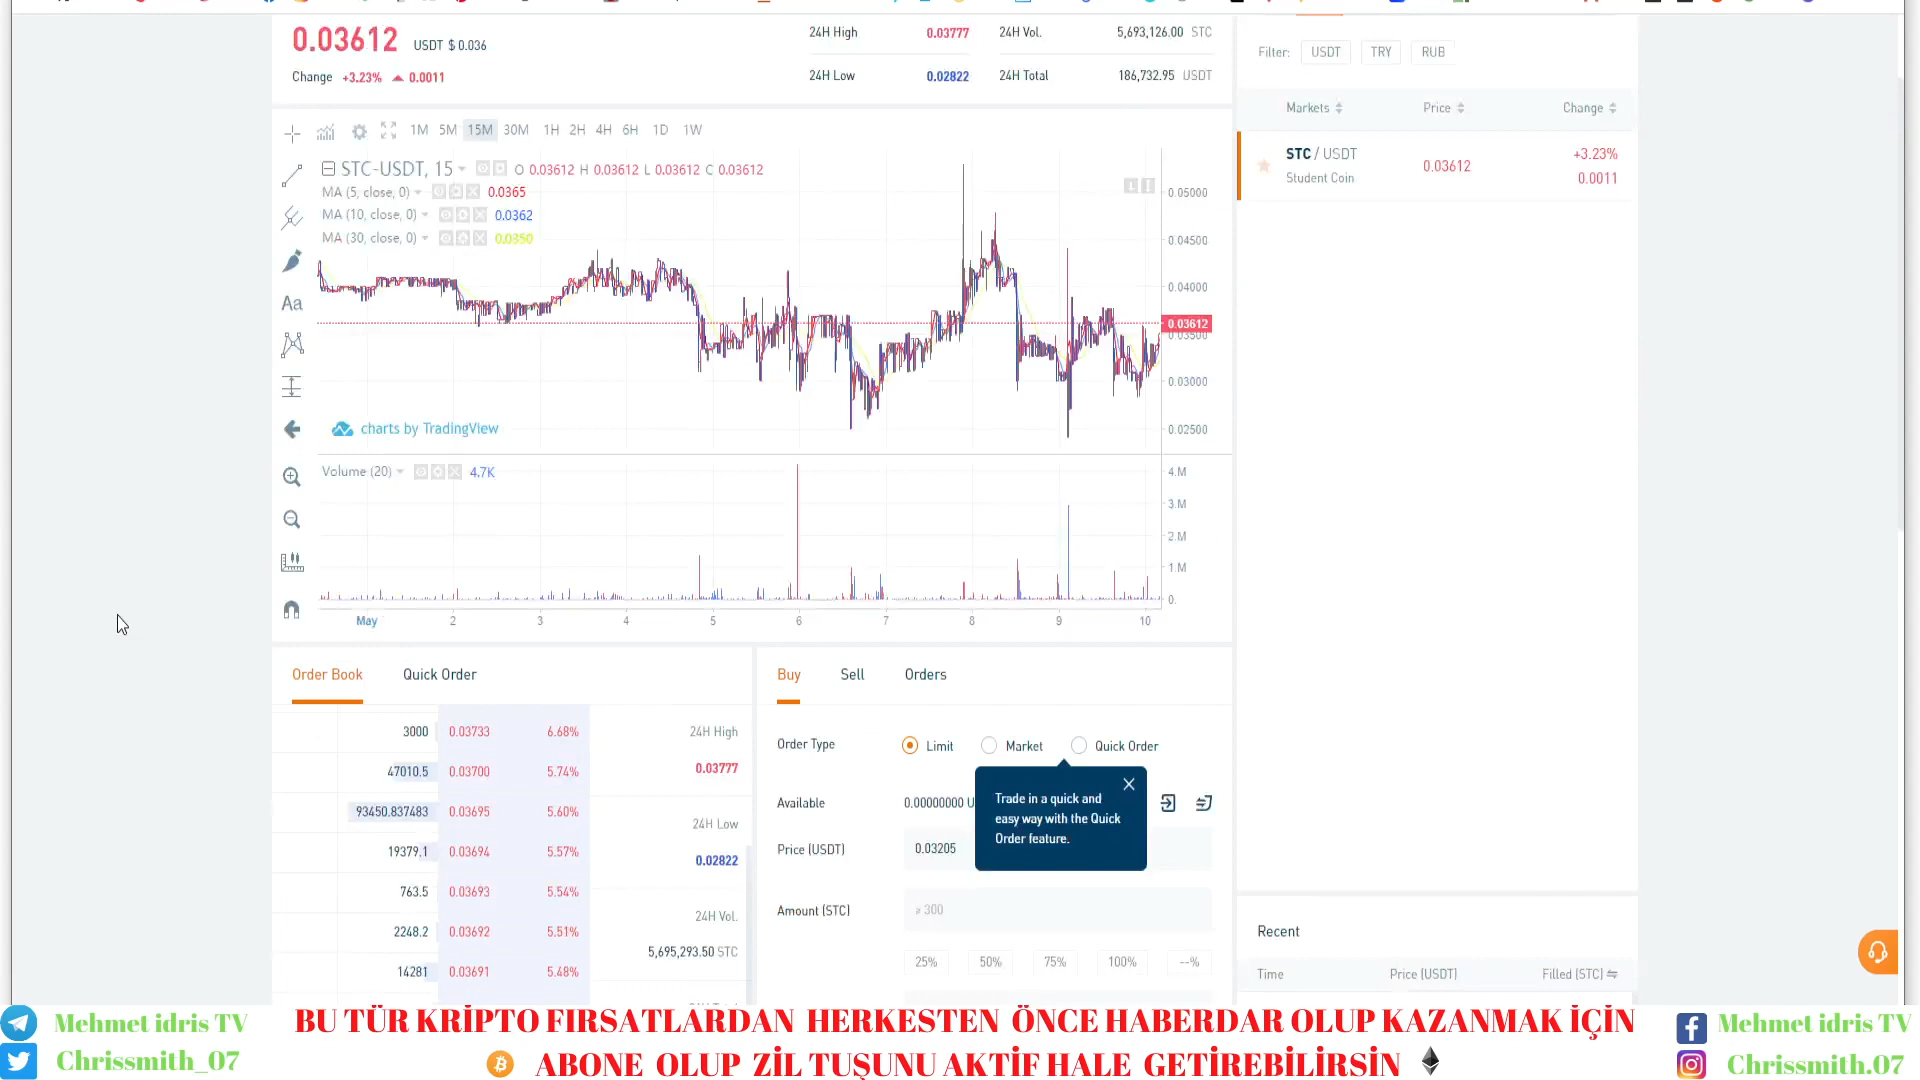 0.03612 USDT $ 0.036
Change +3.23% 0.0011
24H High 0.03777 24H Vol. 5,693,126.00 STC
24H Low 0.02822 24H Total 186,732.95 USDT
Filter: USDT TRY RUB
Markets Price Change
STC / USDT 0.03612 +3.23%
Student Coin 0.0011
1M 5M 15M 30M 1H 2H 4H 6H 1D 1W
STC-USDT, 15 O 0.03612 H 0.03612 L 0.03612 C 0.03612
MA (5, close, 0) 0.0365
MA (10, close, 0) 0.0362
MA (30, close, 0) 0.0350
Aa
0.05000
0.04500
0.04000
0.03612
0.03500
0.03000
0.02500
charts by TradingView
Volume (20) 4.7K
4.M
3.M
2.M
1.M
0.
May 2 3 4 5 6 7 8 9 10
Order Book Quick Order
3000 0.03733 6.68%
47010.5 0.03700 5.74%
93450.837483 0.03695 5.60%
19379.1 0.03694 5.57%
763.5 0.03693 5.54%
2248.2 0.03692 5.51%
14281 0.03691 5.48%
24H High
0.03777
24H Low
0.02822
24H Vol.
5,695,293.50 STC
Buy Sell Orders
Order Type Limit Market Quick Order
Trade in a quick and
easy way with the Quick
Order feature.
Available 0.00000000 U
Price (USDT) 0.03205
Amount (STC) ≥ 300
25% 50% 75% 100% --%
Recent
Time Price (USDT) Filled (STC)
Mehmet idris TV
Chrissmith_07
BU TÜR KRİPTO FIRSATLARDAN HERKESTEN ÖNCE HABERDAR OLUP KAZANMAK İÇİN
ABONE OLUP ZİL TUŞUNU AKTİF HALE GETİREBİLİRSİN
Mehmet idris TV
Chrissmith.07